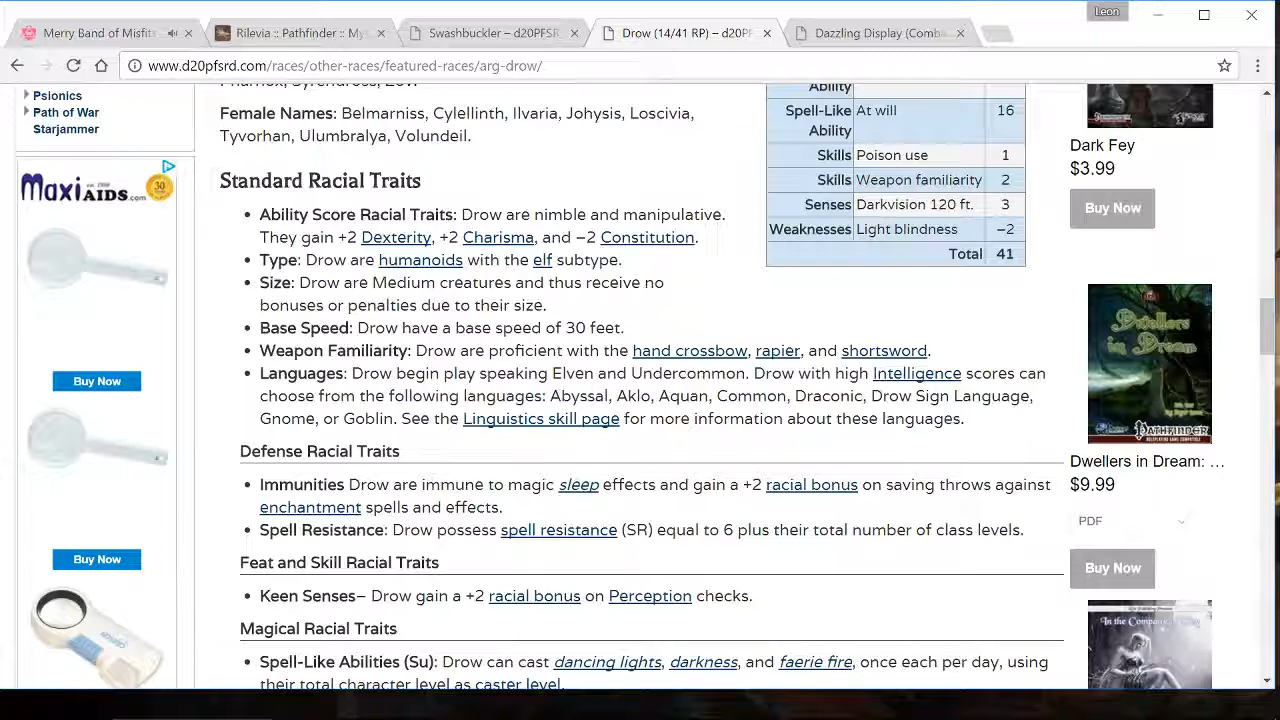 Leon
Merry Band of Misfit
Rilevia :: Pathfinder :: My
Swashbuckler – d20PFS
Drow (14/41 RP) – d20P
Dazzling Display (Comb
www.d20pfsrd.com/races/other-races/featured-races/arg-drow/
Psionics
Path of War
Starjammer
MaxiAIDS.com
30
Buy Now
Buy Now
Female Names: Belmarniss, Cylellinth, Ilvaria, Johysis, Loscivia,
Tyvorhan, Ulumbralya, Volundeil.
Standard Racial Traits
• Ability Score Racial Traits: Drow are nimble and manipulative.
They gain +2 Dexterity, +2 Charisma, and −2 Constitution.
• Type: Drow are humanoids with the elf subtype.
• Size: Drow are Medium creatures and thus receive no
bonuses or penalties due to their size.
• Base Speed: Drow have a base speed of 30 feet.
• Weapon Familiarity: Drow are proficient with the hand crossbow, rapier, and shortsword.
• Languages: Drow begin play speaking Elven and Undercommon. Drow with high Intelligence scores can
choose from the following languages: Abyssal, Aklo, Aquan, Common, Draconic, Drow Sign Language,
Gnome, or Goblin. See the Linguistics skill page for more information about these languages.
Defense Racial Traits
• Immunities Drow are immune to magic sleep effects and gain a +2 racial bonus on saving throws against
enchantment spells and effects.
• Spell Resistance: Drow possess spell resistance (SR) equal to 6 plus their total number of class levels.
Feat and Skill Racial Traits
• Keen Senses– Drow gain a +2 racial bonus on Perception checks.
Magical Racial Traits
• Spell-Like Abilities (Su): Drow can cast dancing lights, darkness, and faerie fire, once each per day, using
their total character level as caster level.
Ability
Spell-Like Ability At will 16
Skills Poison use 1
Skills Weapon familiarity 2
Senses Darkvision 120 ft. 3
Weaknesses Light blindness −2
Total 41
Dark Fey
$3.99
Buy Now
Dwellers
in Dream
PATHFINDER
Dwellers in Dream: ...
$9.99
PDF
Buy Now
In the Company